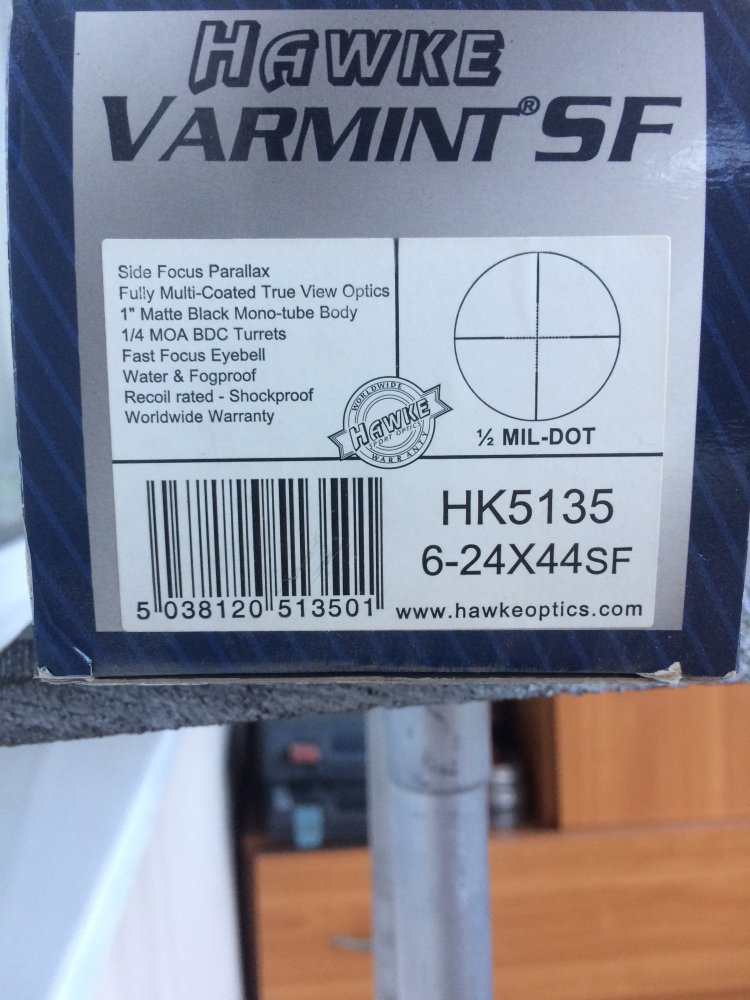 HAWKE
VARMINT® SF
Side Focus Parallax
Fully Multi-Coated True View Optics
1" Matte Black Mono-tube Body
1/4 MOA BDC Turrets
Fast Focus Eyebell
Water & Fogproof
Recoil rated - Shockproof
Worldwide Warranty
WORLDWIDE
HAWKE
SPORT OPTICS
WARRANTY
½ MIL-DOT
HK5135
6-24X44SF
5 038120 513501
www.hawkeoptics.com